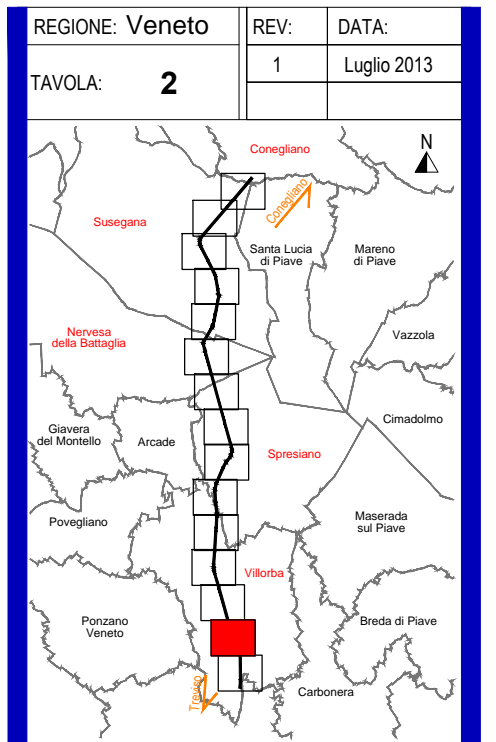 REGIONE: Veneto
REV:
DATA:
TAVOLA: 2
1
Luglio 2013
N
Conegliano
Conegliano
Susegana
Santa Lucia
di Piave
Mareno
di Piave
Nervesa
della Battaglia
Vazzola
Giavera
del Montello
Arcade
Cimadolmo
Spresiano
Povegliano
Maserada
sul Piave
Villorba
Ponzano
Veneto
Breda di Piave
Treviso
Carbonera